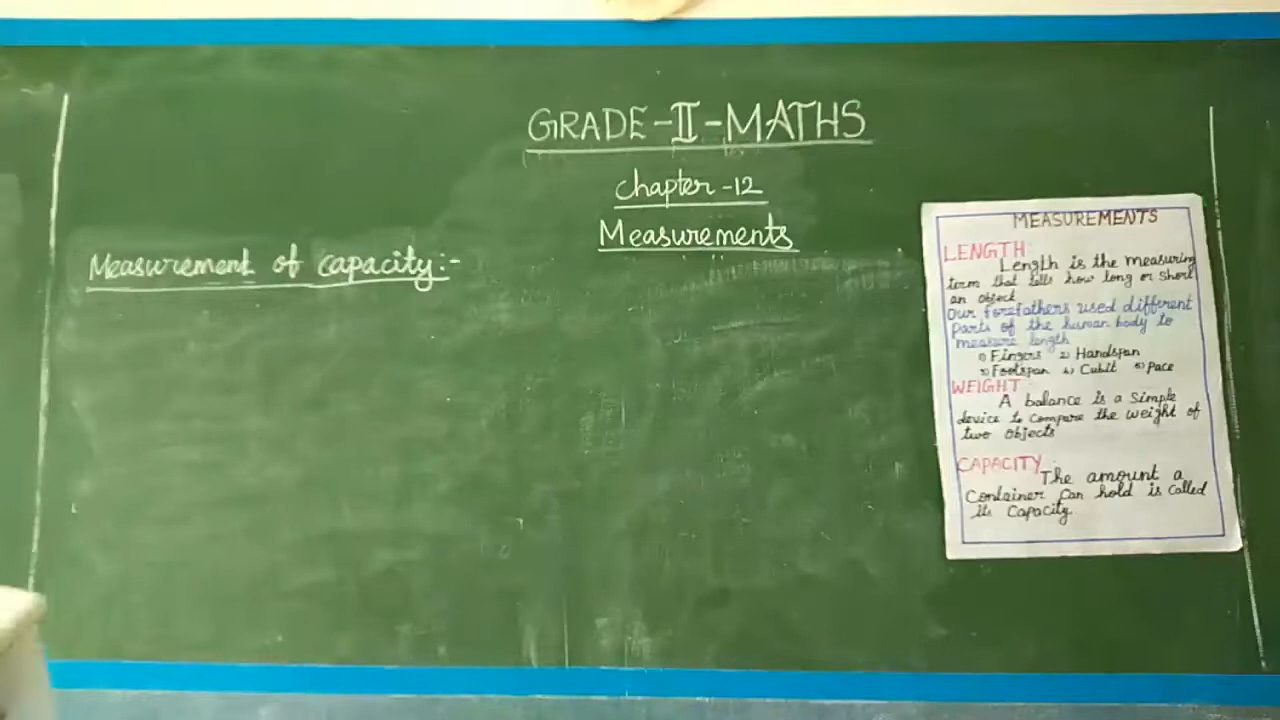 GRADE-II-MATHS
Chapter-12
Measurements
Measurement of capacity:-
MEASUREMENTS
LENGTH
Length is the measuring
term that tells how long or short
an object
Our forefathers used different
parts of the human body to
measure length
1) Fingers 2) Handspan
3) Footspan 4) Cubit 5) Pace
WEIGHT
A balance is a simple
device to compare the weight of
two objects
CAPACITY
The amount a
Container can hold is called
its Capacity